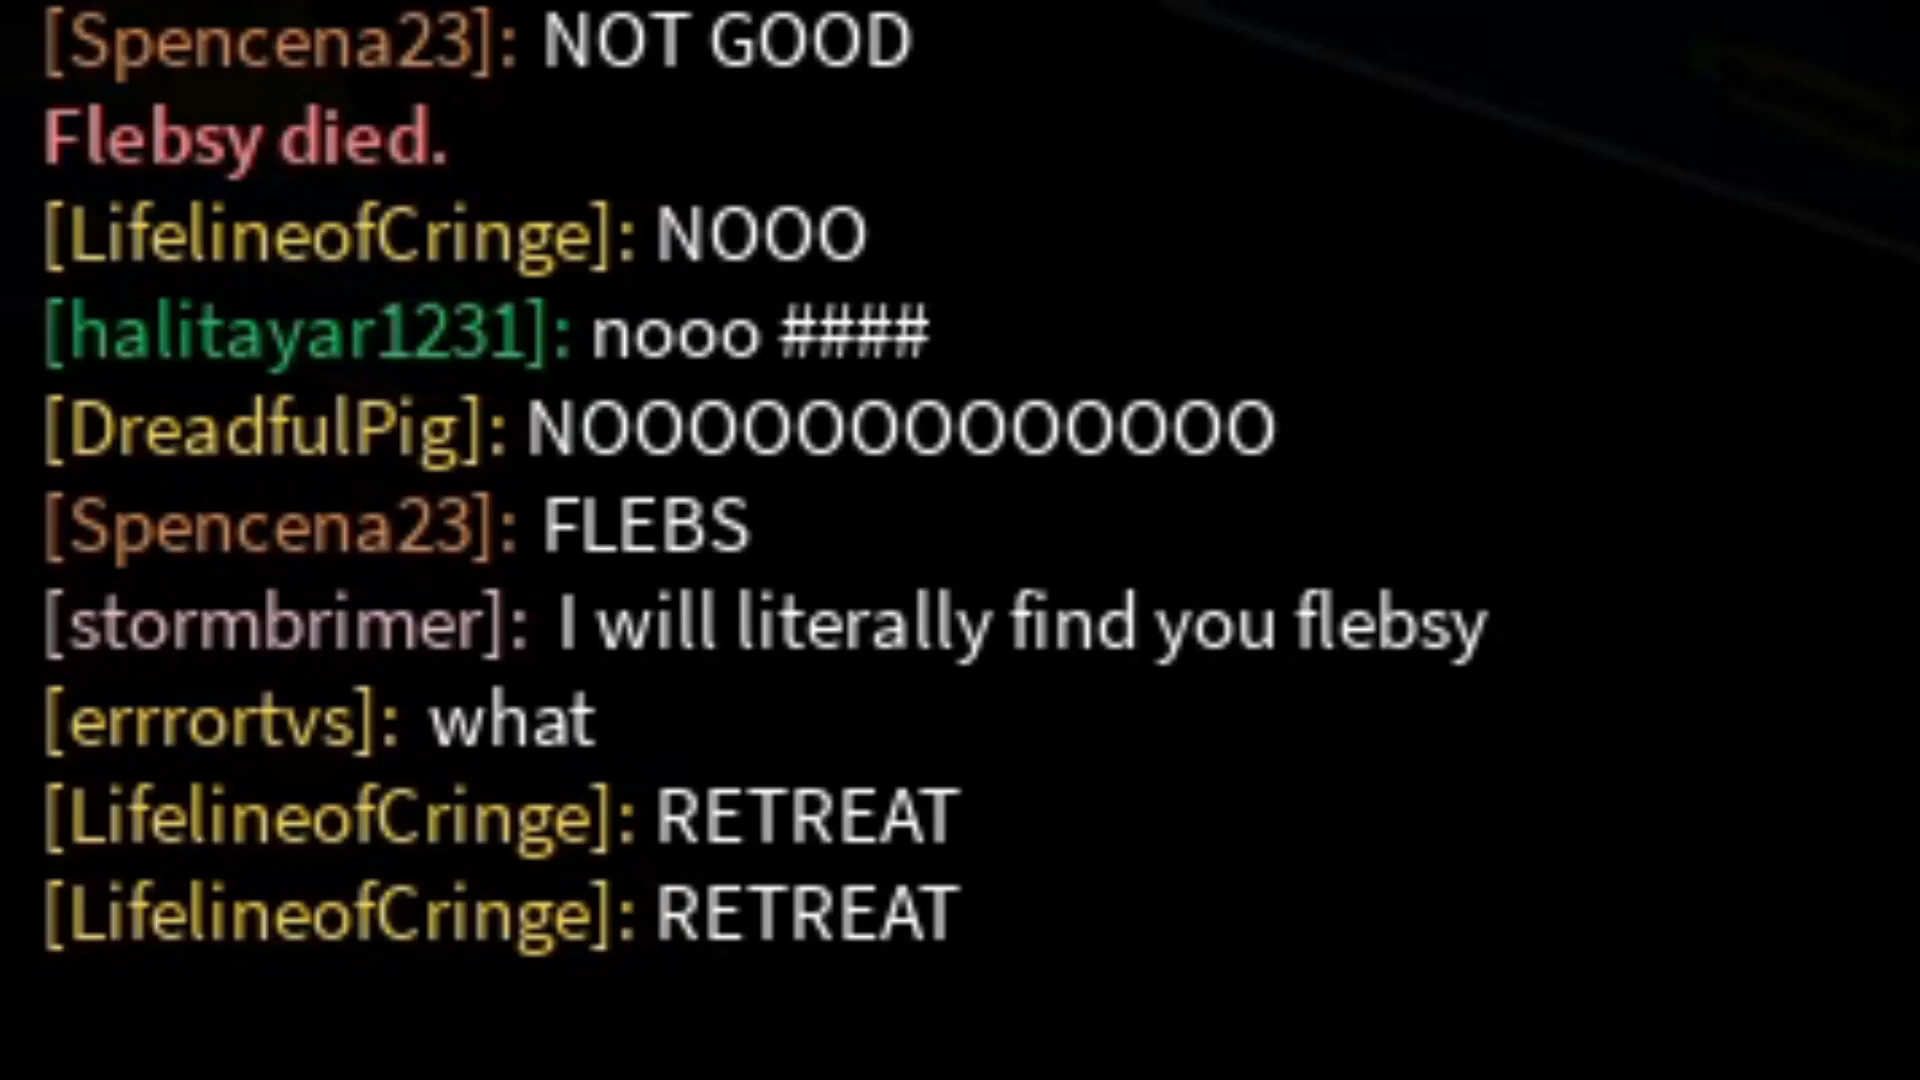 [Spencena23]: NOT GOOD
Flebsy died.
[LifelineofCringe]: NOOO
[halitayar1231]: nooo ####
[DreadfulPig]: NOOOOOOOOOOOOO
[Spencena23]: FLEBS
[stormbrimer]: I will literally find you flebsy
[errrortvs]: what
[LifelineofCringe]: RETREAT
[LifelineofCringe]: RETREAT